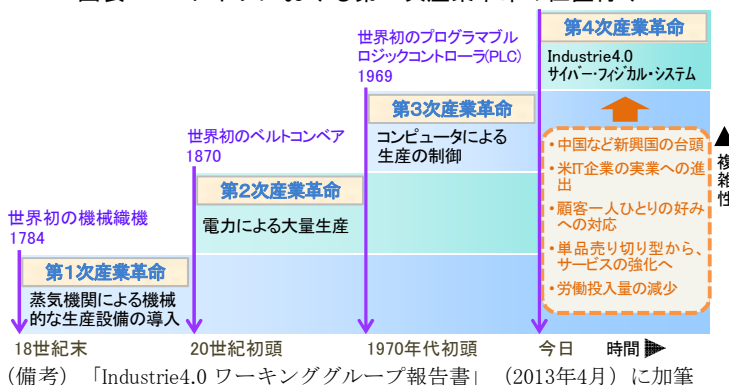 第4次産業革命
Industrie4.0
サイバー・フィジカル・システム
世界初のプログラマブル
ロジックコントローラ(PLC)
1969
第3次産業革命
コンピュータによる
生産の制御
・中国など新興国の台頭
・米IT企業の実業への進
出
・顧客一人ひとりの好み
への対応
・単品売り切り型から、
サービスの強化へ
・労働投入量の減少
▲
複
雑
性
世界初のベルトコンベア
1870
第2次産業革命
電力による大量生産
世界初の機械織機
1784
第1次産業革命
蒸気機関による機械
的な生産設備の導入
18世紀末
20世紀初頭
1970年代初頭
今日
時間▶
(備考) 「Industrie4.0 ワーキンググループ報告書」 (2013年4月) に加筆